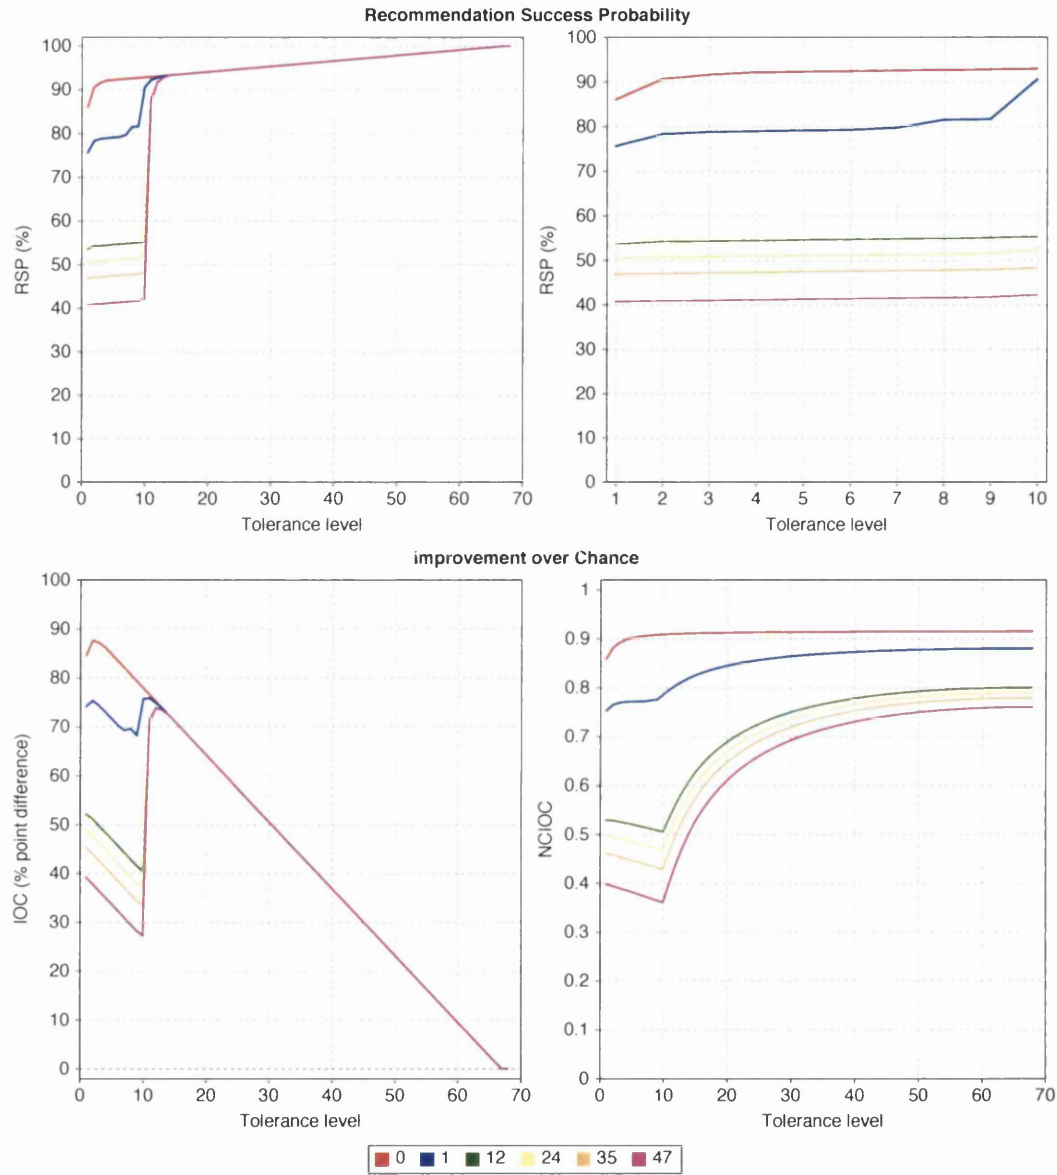 Recommendation Success Probability
RSP (%)
100
90
80
70
60
50
40
30
20
10
0
0 10 20 30 40 50 60 70
Tolerance level
RSP (%)
100
90
80
70
60
50
40
30
20
10
0
1 2 3 4 5 6 7 8 9 10
Tolerance level
Improvement over Chance
IOC (% point difference)
100
90
80
70
60
50
40
30
20
10
0
0 10 20 30 40 50 60 70
Tolerance level
NCIOC
1
0.9
0.8
0.7
0.6
0.5
0.4
0.3
0.2
0.1
0
0 10 20 30 40 50 60 70
Tolerance level
0 1 12 24 35 47